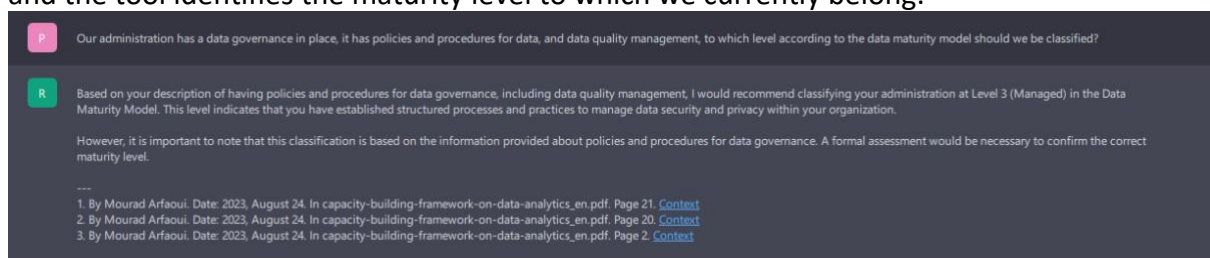 and the tool identifies the maturity level to which we currently belong:
P
Our administration has a data governance in place, it has policies and procedures for data, and data quality management, to which level according to the data maturity model should we be classified?
R
Based on your description of having policies and procedures for data governance, including data quality management, I would recommend classifying your administration at Level 3 (Managed) in the Data
Maturity Model. This level indicates that you have established structured processes and practices to manage data security and privacy within your organization.
However, it is important to note that this classification is based on the information provided about policies and procedures for data governance. A formal assessment would be necessary to confirm the correct
maturity level.
---
1. By Mourad Arfaoui. Date: 2023, August 24. In capacity-building-framework-on-data-analytics_en.pdf. Page 21. Context
2. By Mourad Arfaoui. Date: 2023, August 24. In capacity-building-framework-on-data-analytics_en.pdf. Page 20. Context
3. By Mourad Arfaoui. Date: 2023, August 24. In capacity-building-framework-on-data-analytics_en.pdf. Page 2. Context